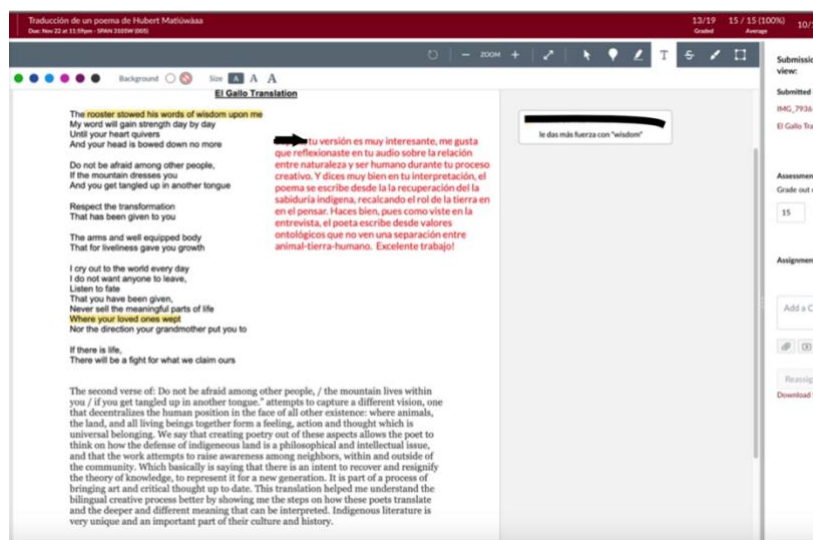 Traducción de un poema de Hubert Matiúwàaa
Due: Nov 22 at 11:59pm - SPAN 3105W (005)
13/19
Graded
15 / 15 (100%)
Average
10/
ZOOM
T
Background
Size A A A
El Gallo Translation
The rooster stowed his words of wisdom upon me
My word will gain strength day by day
Until your heart quivers
And your head is bowed down no more
Do not be afraid among other people,
If the mountain dresses you
And you get tangled up in another tongue
Respect the transformation
That has been given to you
The arms and well equipped body
That for liveliness gave you growth
I cry out to the world every day
I do not want anyone to leave,
Listen to fate
That you have been given,
Never sell the meaningful parts of life
Where your loved ones wept
Nor the direction your grandmother put you to
If there is life,
There will be a fight for what we claim ours
tu versión es muy interesante, me gusta
que reflexionaste en tu audio sobre la relación
entre naturaleza y ser humano durante tu proceso
creativo. Y dices muy bien en tu interpretación, el
poema se escribe desde la la recuperación del la
sabiduría indígena, recalcando el rol de la tierra en
en el pensar. Haces bien, pues como viste en la
entrevista, el poeta escribe desde valores
ontológicos que no ven una separación entre
animal-tierra-humano. Excelente trabajo!
le das más fuerza con "wisdom"
The second verse of: Do not be afraid among other people, / the mountain lives within
you / if you get tangled up in another tongue." attempts to capture a different vision, one
that decentralizes the human position in the face of all other existence: where animals,
the land, and all living beings together form a feeling, action and thought which is
universal belonging. We say that creating poetry out of these aspects allows the poet to
think on how the defense of indigeneous land is a philosophical and intellectual issue,
and that the work attempts to raise awareness among neighbors, within and outside of
the community. Which basically is saying that there is an intent to recover and resignify
the theory of knowledge, to represent it for a new generation. It is part of a process of
bringing art and critical thought up to date. This translation helped me understand the
bilingual creative process better by showing me the steps on how these poets translate
and the deeper and different meaning that can be interpreted. Indigenous literature is
very unique and an important part of their culture and history.
Submissio
view:
Submitted
IMG_7936
El Gallo Tra
Assessmen
Grade out
15
Assignmen
Add a C
Reassig
Download